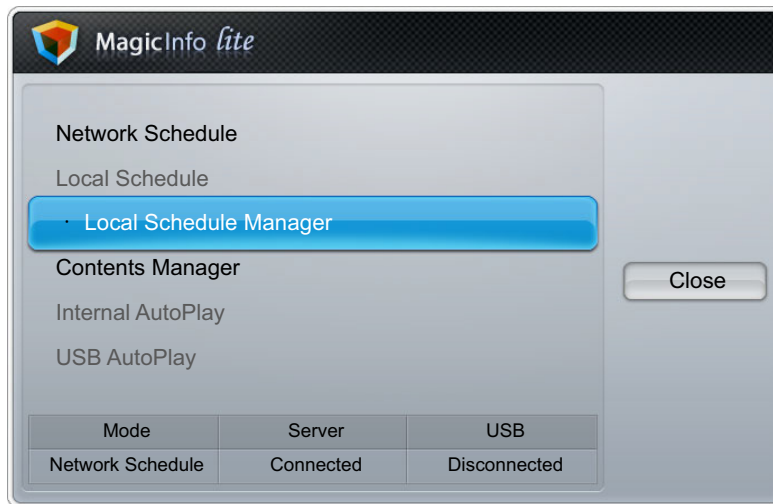 MagicInfo lite
Network Schedule
Local Schedule
· Local Schedule Manager
Contents Manager
Internal AutoPlay
USB AutoPlay
Close
Mode Server USB
Network Schedule Connected Disconnected